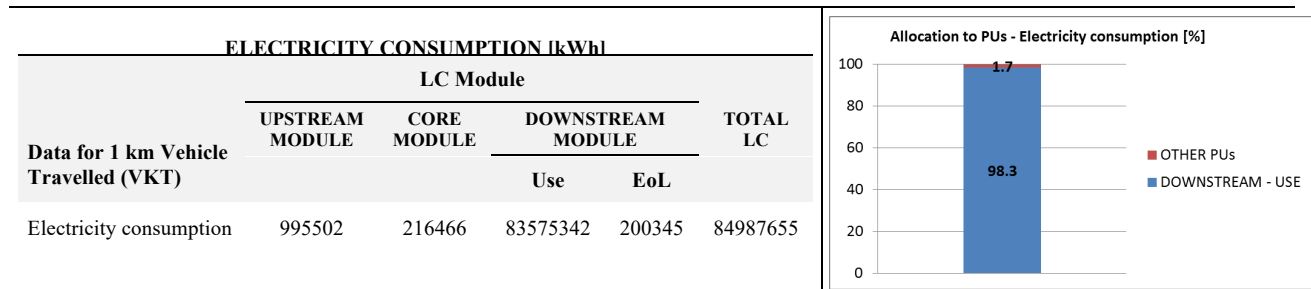 ELECTRICITY CONSUMPTION [kWh]
LC Module
Data for 1 km Vehicle
Travelled (VKT)
UPSTREAM
MODULE
CORE
MODULE
DOWNSTREAM
MODULE
TOTAL
LC
Use EoL
Electricity consumption 995502 216466 83575342 200345 84987655
Allocation to PUs - Electricity consumption [%]
100
80
60
40
20
0
1.7
98.3
OTHER PUs
DOWNSTREAM - USE